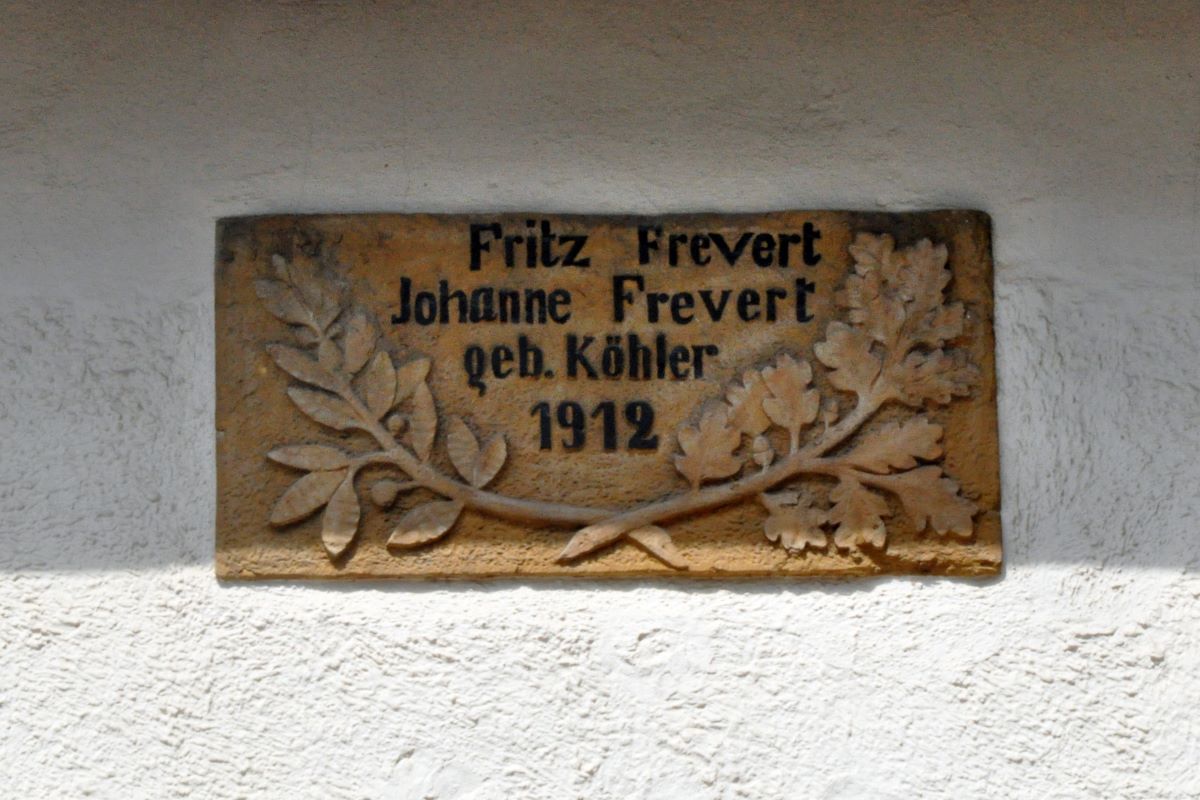 Fritz Frevert
Johanne Frevert
geb. Köhler
1912